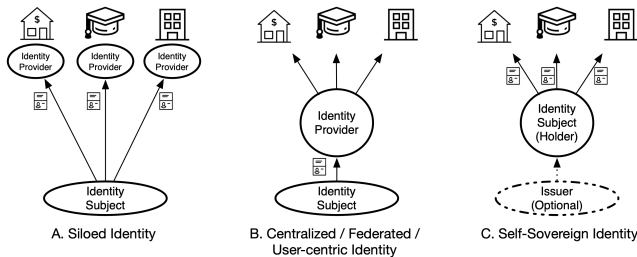 $
Identity
Provider
Identity
Provider
Identity
Provider
Identity
Subject
A. Siloed Identity
$
Identity
Provider
Identity
Subject
B. Centralized / Federated /
User-centric Identity
$
Identity
Subject
(Holder)
Issuer
(Optional)
C. Self-Sovereign Identity